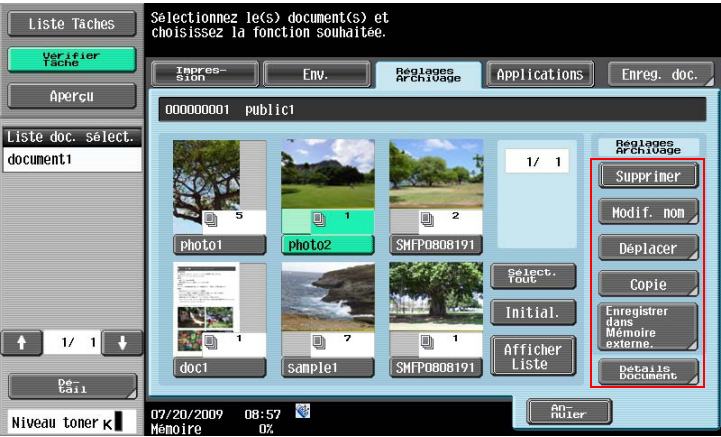 Liste Tâches
Vérifier
Tâche
Aperçu
Liste doc. sélect.
document1
1/ 1
Dé-
tail
Niveau toner K
Sélectionnez le(s) document(s) et
choisissez la fonction souhaitée.
Impres-
sion
Env.
Réglages
Archivage
Applications
Enreg. doc.
000000001 public1
5
photo1
1
photo2
2
SMFP0808191
1
doc1
7
sample1
1
SMFP0808191
1/ 1
Sélect.
Tout
Initial.
Afficher
Liste
Réglages
Archivage
Supprimer
Modif. nom
Déplacer
Copie
Enregistrer
dans
Mémoire
externe.
Détails
Document
07/20/2009 08:57
Mémoire 0%
An-
nuler